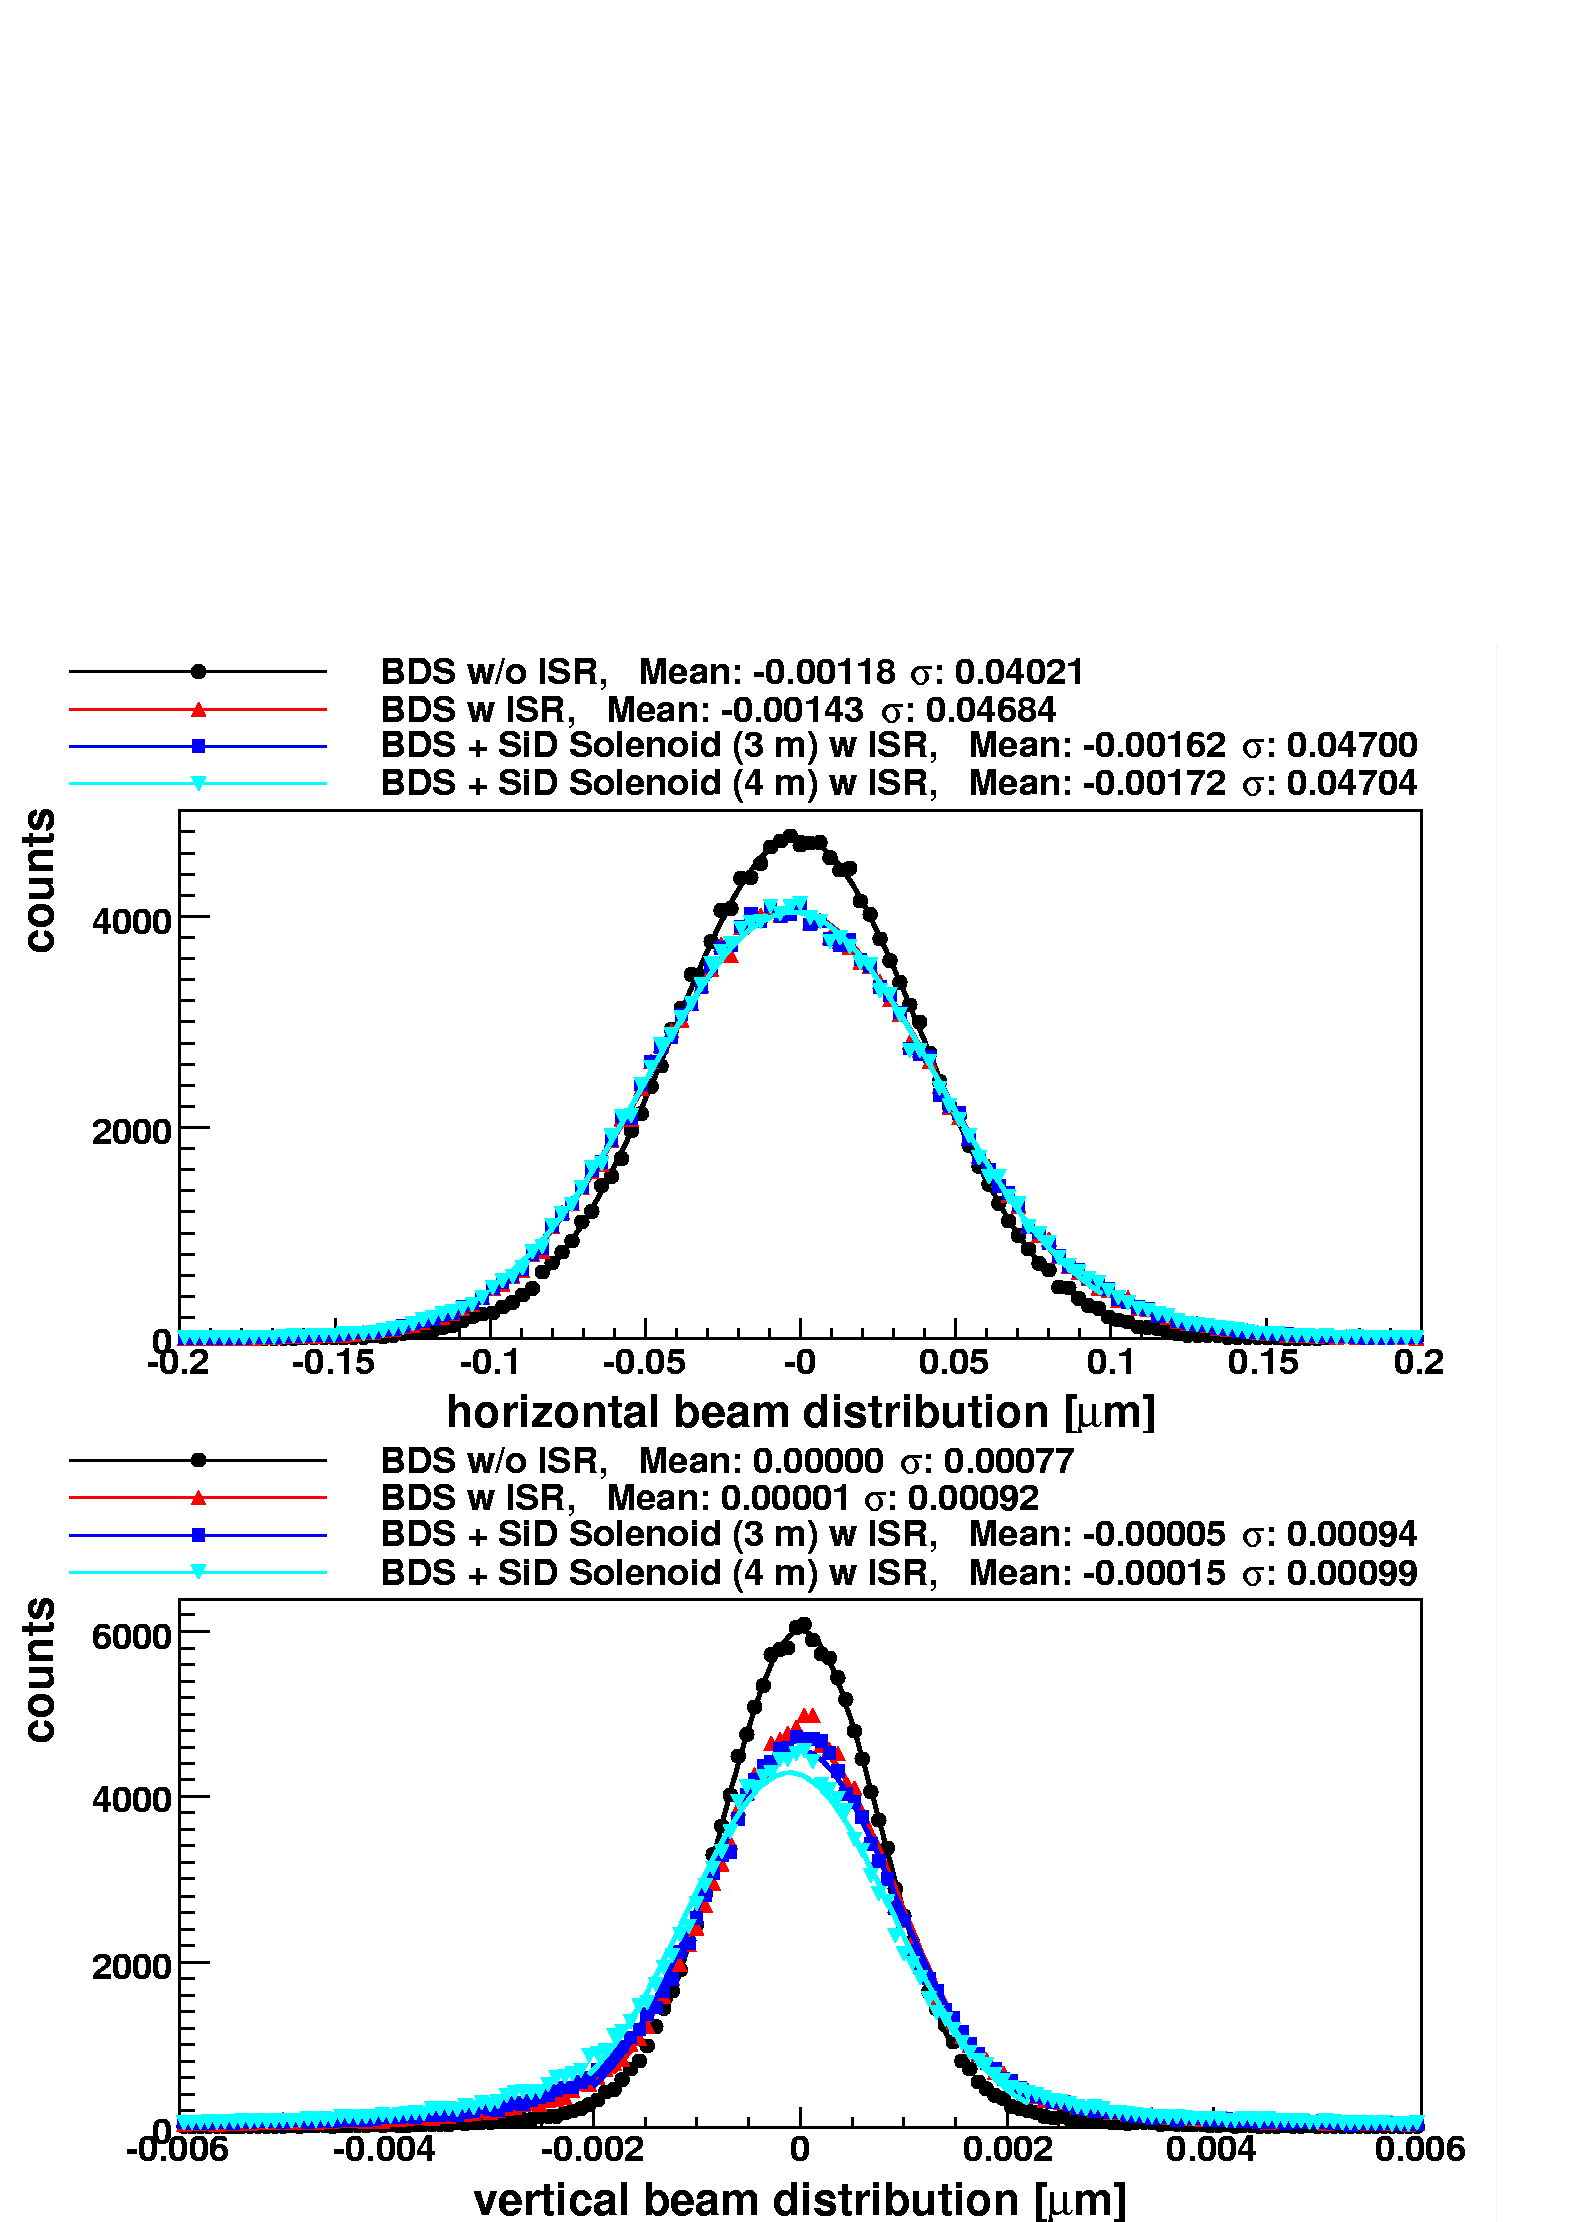 BDS w/o ISR, Mean: -0.00118 σ: 0.04021
BDS w ISR, Mean: -0.00143 σ: 0.04684
BDS + SiD Solenoid (3 m) w ISR, Mean: -0.00162 σ: 0.04700
BDS + SiD Solenoid (4 m) w ISR, Mean: -0.00172 σ: 0.04704
counts
4000
2000
0
-0.2 -0.15 -0.1 -0.05 -0 0.05 0.1 0.15 0.2
horizontal beam distribution [μm]
BDS w/o ISR, Mean: 0.00000 σ: 0.00077
BDS w ISR, Mean: 0.00001 σ: 0.00092
BDS + SiD Solenoid (3 m) w ISR, Mean: -0.00005 σ: 0.00094
BDS + SiD Solenoid (4 m) w ISR, Mean: -0.00015 σ: 0.00099
counts
6000
4000
2000
0
-0.006 -0.004 -0.002 0 0.002 0.004 0.006
vertical beam distribution [μm]